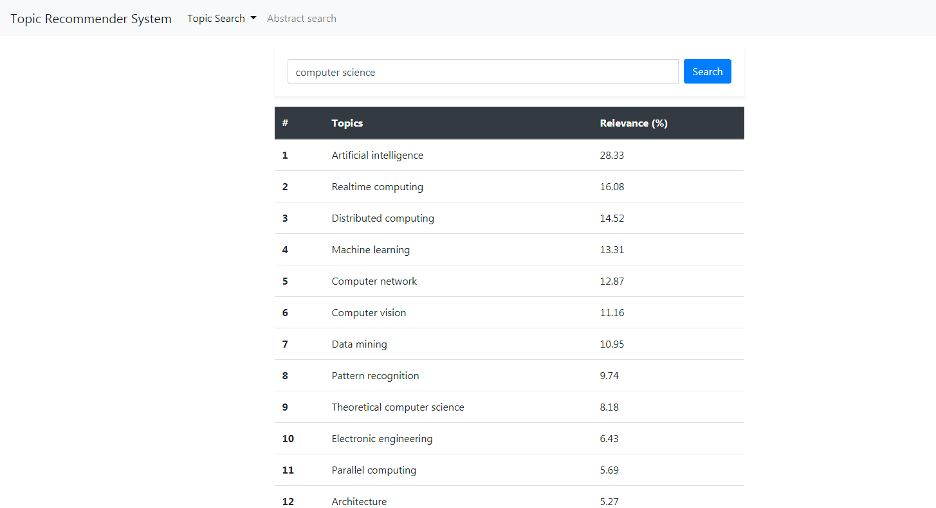 Topic Recommender System Topic Search Abstract search
computer science Search
# Topics Relevance (%)
1 Artificial intelligence 28.33
2 Realtime computing 16.08
3 Distributed computing 14.52
4 Machine learning 13.31
5 Computer network 12.87
6 Computer vision 11.16
7 Data mining 10.95
8 Pattern recognition 9.74
9 Theoretical computer science 8.18
10 Electronic engineering 6.43
11 Parallel computing 5.69
12 Architecture 5.27